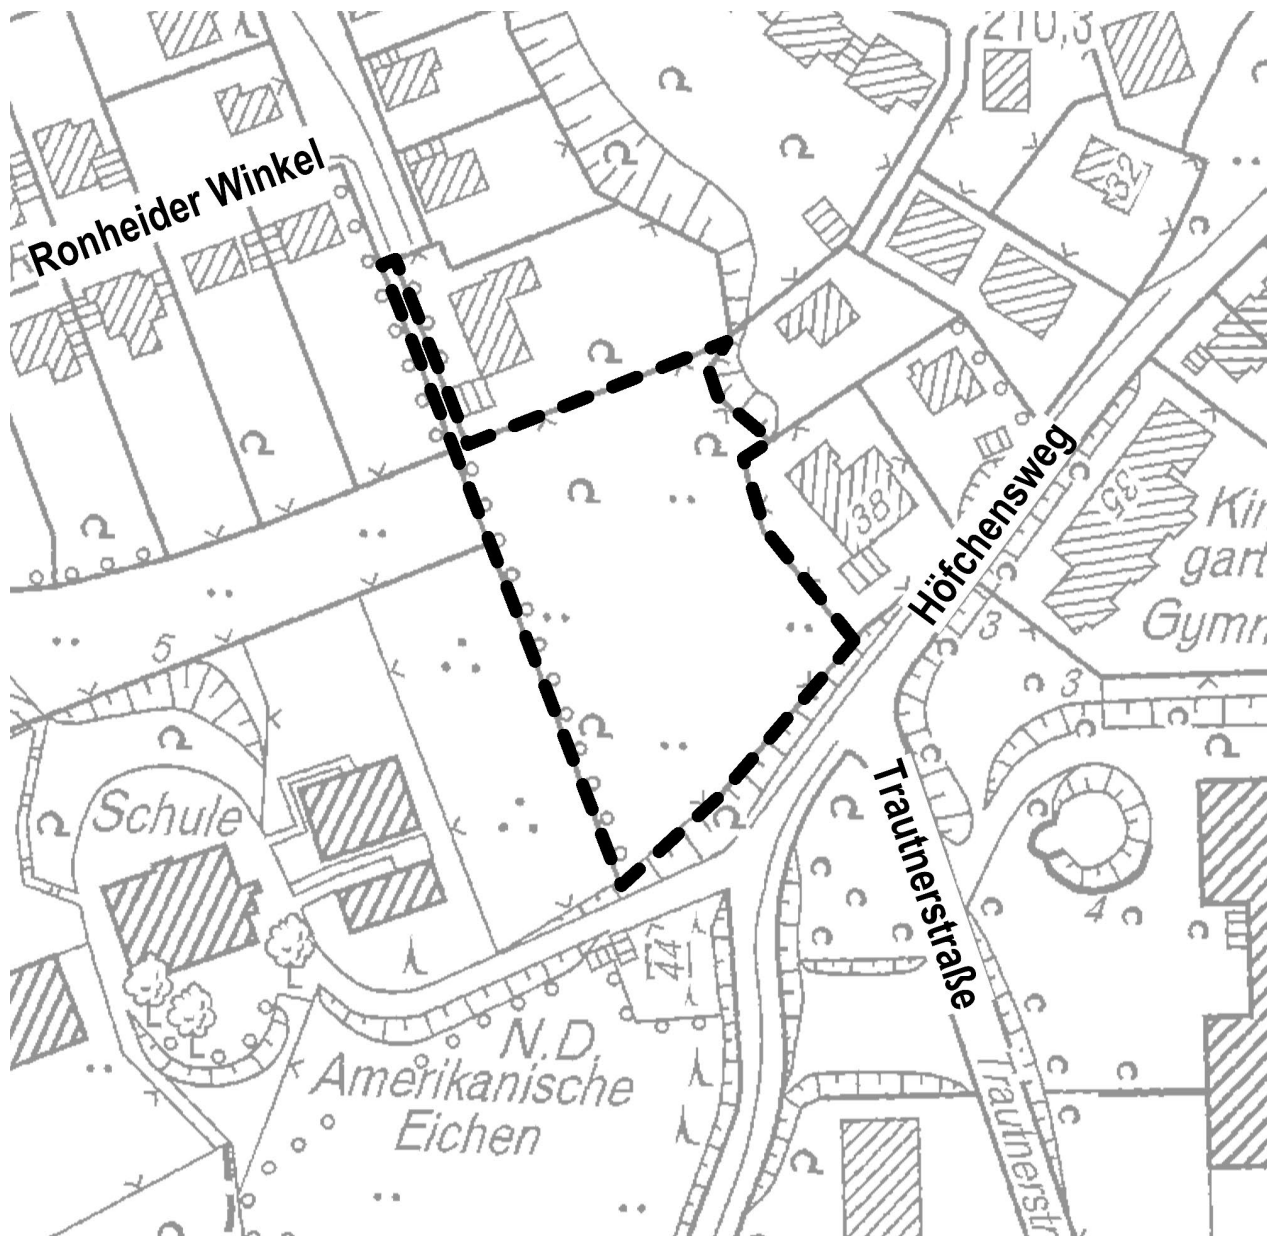 210,3
Ronheider Winkel
32
38
35
Höfchensweg
Kin
gart
Gymn
3
5
3
Schule
Trautnerstraße
4
44
N.D.
Amerikanische
Eichen
Trautnerstr